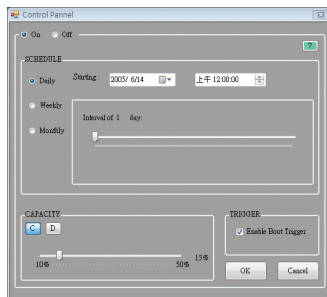 Control Pannel
On Off
?
SCHEDULE
Daily Starting: 2005/ 6/14 上午 12:00:00
Weekly
Monthly
Interval of 1 day:
CAPACITY
C D
15%
10% 50%
TRIGGER
Enable Boot Trigger
OK Cancel